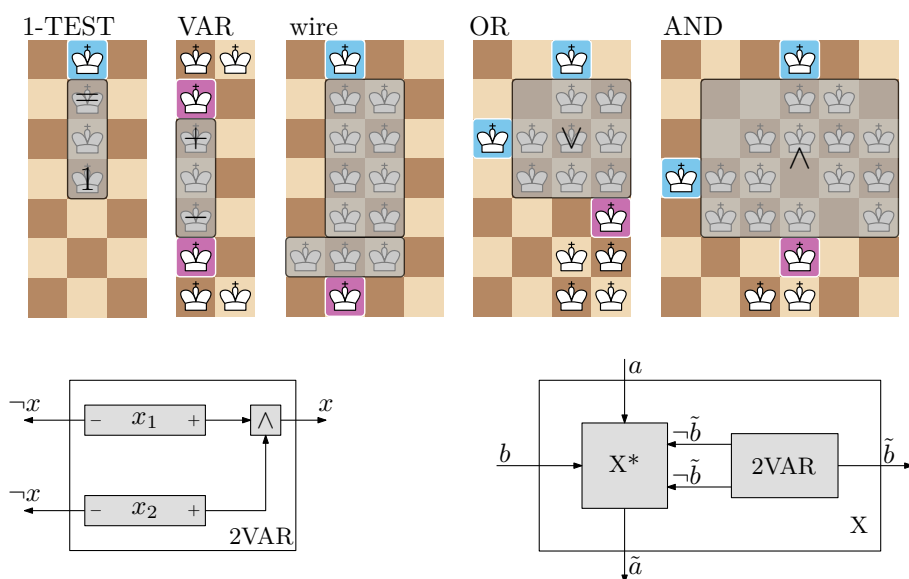 1-TEST VAR wire OR AND
= + ∨ ∧
1 −
¬x − x₁ + ∧ x
¬x − x₂ +
2VAR
a
b X* ¬b̃ 2VAR b̃
¬b̃
X
ã